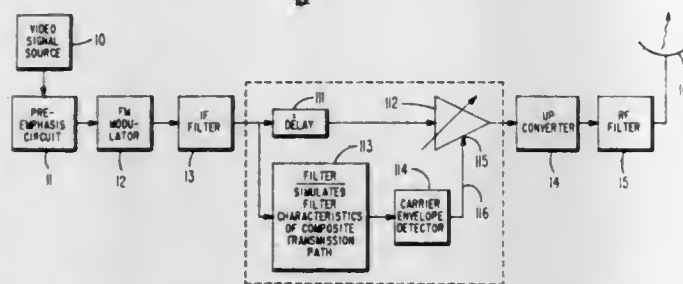 VIDEO
SIGNAL
SOURCE
10
PRE-
EMPHASIS
CIRCUIT
11
FM
MODU-
LATOR
12
IF
FILTER
13
111
DELAY
113
FILTER
SIMULATES
FILTER
CHARACTERISTICS
OF COMPOSITE
TRANSMISSION
PATH
114
CARRIER
ENVELOPE
DETECTOR
112
115
116
UP
CONVERTER
14
RF
FILTER
15